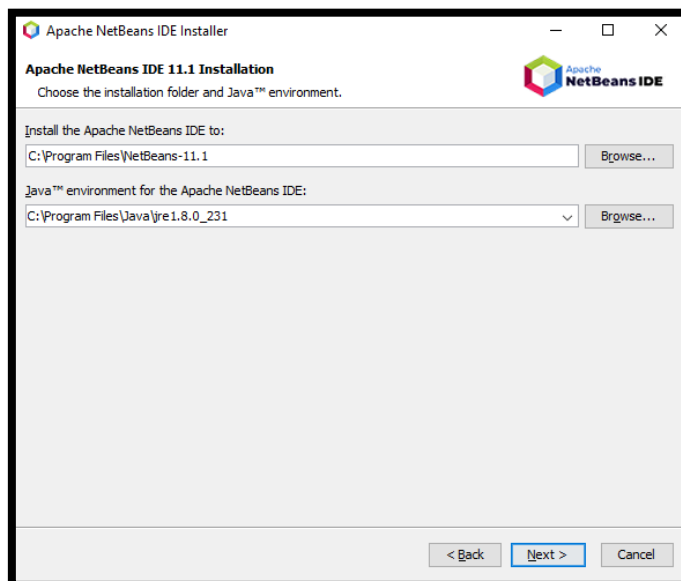 Apache NetBeans IDE Installer
Apache NetBeans IDE 11.1 Installation
Choose the installation folder and Java™ environment.
Apache
NetBeans IDE
Install the Apache NetBeans IDE to:
C:\Program Files\NetBeans-11.1
Browse...
Java™ environment for the Apache NetBeans IDE:
C:\Program Files\Java\jre1.8.0_231
Browse...
< Back
Next >
Cancel